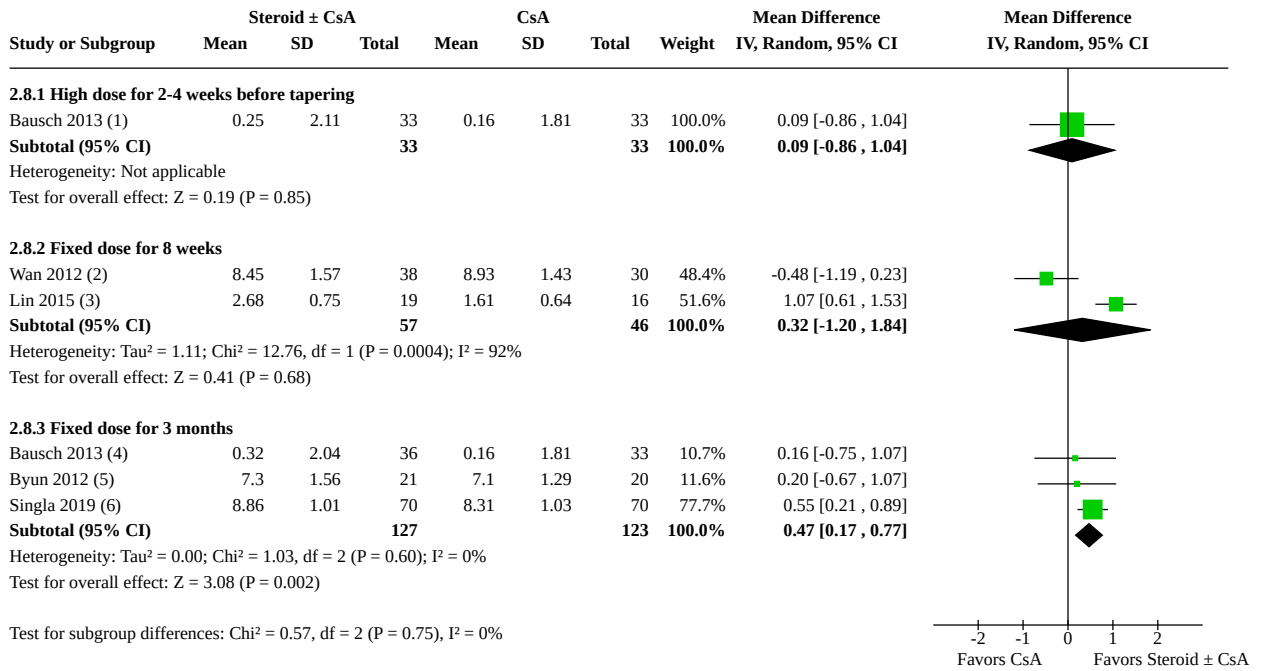 Steroid ± CsA CsA Mean Difference Mean Difference
Study or Subgroup Mean SD Total Mean SD Total Weight IV, Random, 95% CI IV, Random, 95% CI
2.8.1 High dose for 2-4 weeks before tapering
Bausch 2013 (1) 0.25 2.11 33 0.16 1.81 33 100.0% 0.09 [-0.86 , 1.04]
Subtotal (95% CI) 33 33 100.0% 0.09 [-0.86 , 1.04]
Heterogeneity: Not applicable
Test for overall effect: Z = 0.19 (P = 0.85)
2.8.2 Fixed dose for 8 weeks
Wan 2012 (2) 8.45 1.57 38 8.93 1.43 30 48.4% -0.48 [-1.19 , 0.23]
Lin 2015 (3) 2.68 0.75 19 1.61 0.64 16 51.6% 1.07 [0.61 , 1.53]
Subtotal (95% CI) 57 46 100.0% 0.32 [-1.20 , 1.84]
Heterogeneity: Tau² = 1.11; Chi² = 12.76, df = 1 (P = 0.0004); I² = 92%
Test for overall effect: Z = 0.41 (P = 0.68)
2.8.3 Fixed dose for 3 months
Bausch 2013 (4) 0.32 2.04 36 0.16 1.81 33 10.7% 0.16 [-0.75 , 1.07]
Byun 2012 (5) 7.3 1.56 21 7.1 1.29 20 11.6% 0.20 [-0.67 , 1.07]
Singla 2019 (6) 8.86 1.01 70 8.31 1.03 70 77.7% 0.55 [0.21 , 0.89]
Subtotal (95% CI) 127 123 100.0% 0.47 [0.17 , 0.77]
Heterogeneity: Tau² = 0.00; Chi² = 1.03, df = 2 (P = 0.60); I² = 0%
Test for overall effect: Z = 3.08 (P = 0.002)
Test for subgroup differences: Chi² = 0.57, df = 2 (P = 0.75), I² = 0%
-2 -1 0 1 2
Favors CsA Favors Steroid ± CsA